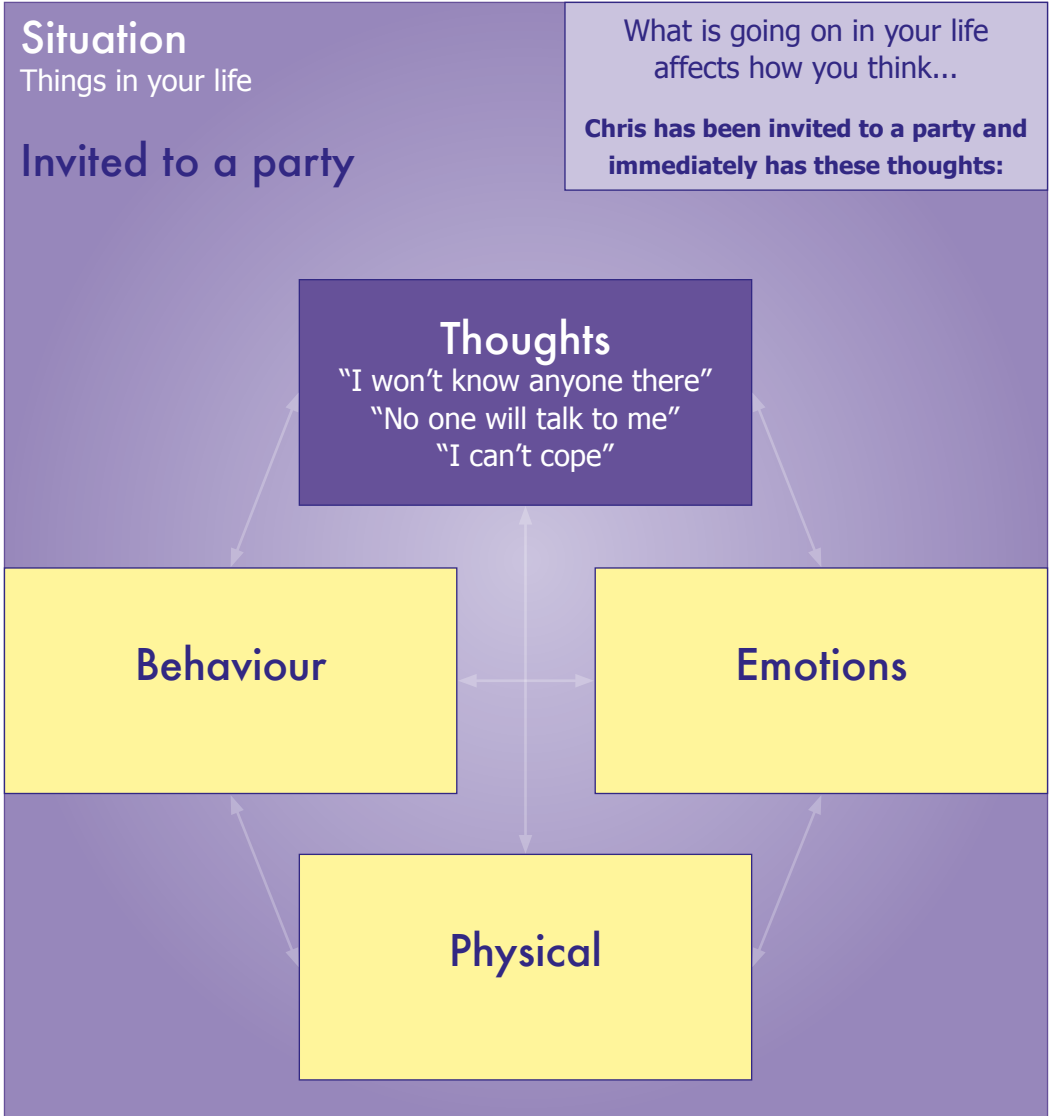 Situation
Things in your life
Invited to a party
What is going on in your life
affects how you think...
Chris has been invited to a party and
immediately has these thoughts:
Thoughts
“I won’t know anyone there”
“No one will talk to me”
“I can’t cope”
Behaviour
Emotions
Physical